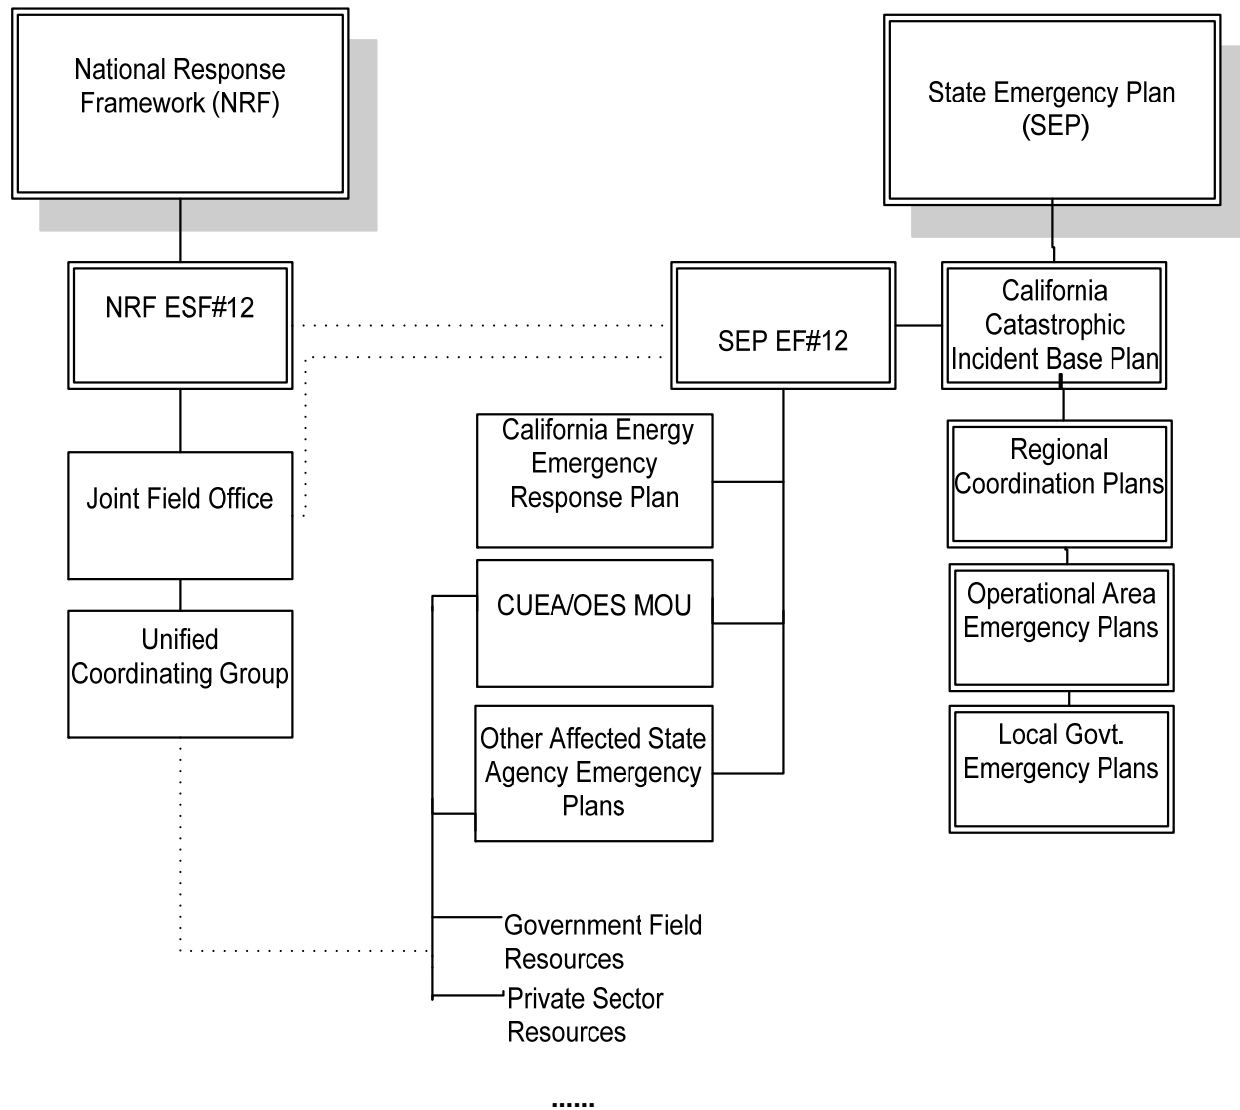 National Response
Framework (NRF)
State Emergency Plan
(SEP)
NRF ESF#12
SEP EF#12
California
Catastrophic
Incident Base Plan
Joint Field Office
California Energy
Emergency
Response Plan
Regional
Coordination Plans
Unified
Coordinating Group
CUEA/OES MOU
Operational Area
Emergency Plans
Other Affected State
Agency Emergency
Plans
Local Govt.
Emergency Plans
Government Field
Resources
Private Sector
Resources
......